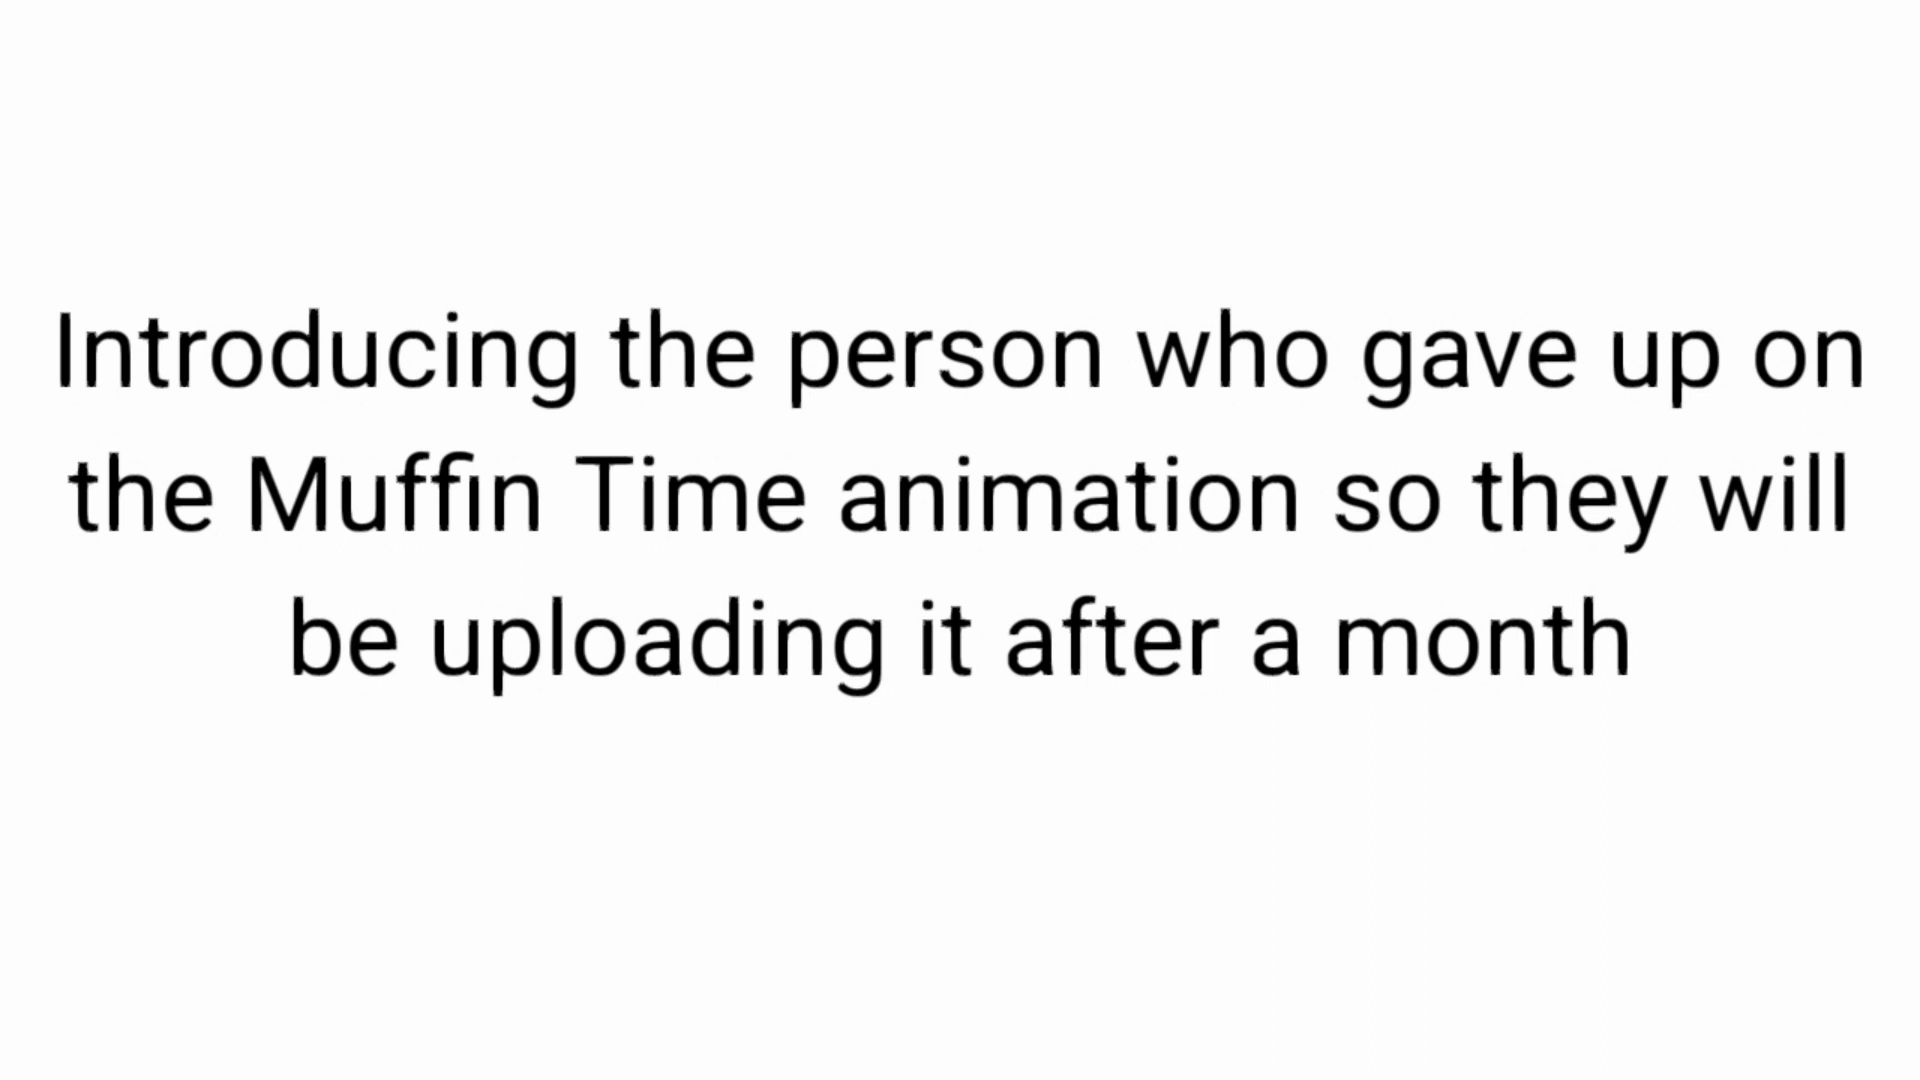 Introducing the person who gave up on
the Muffin Time animation so they will
be uploading it after a month